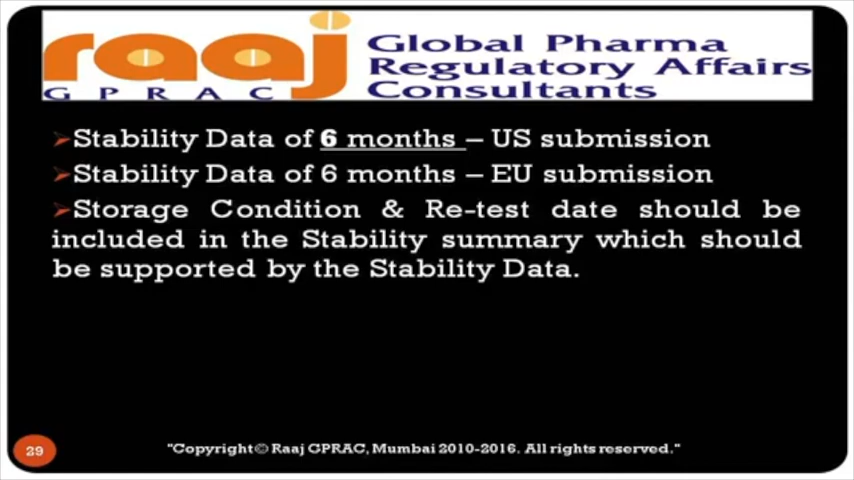 raaj
GPRAC
Global Pharma
Regulatory Affairs
Consultants
➢Stability Data of 6 months – US submission
➢Stability Data of 6 months – EU submission
➢Storage Condition & Re-test date should be
included in the Stability summary which should
be supported by the Stability Data.
29
"Copyright© Raaj GPRAC, Mumbai 2010-2016. All rights reserved."